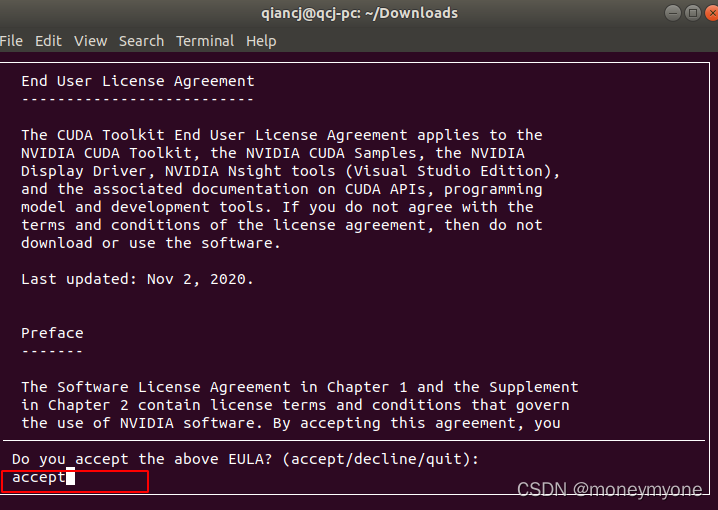 qiancj@qcj-pc: ~/Downloads
File Edit View Search Terminal Help
End User License Agreement
--------------------------
The CUDA Toolkit End User License Agreement applies to the
NVIDIA CUDA Toolkit, the NVIDIA CUDA Samples, the NVIDIA
Display Driver, NVIDIA Nsight tools (Visual Studio Edition),
and the associated documentation on CUDA APIs, programming
model and development tools. If you do not agree with the
terms and conditions of the license agreement, then do not
download or use the software.
Last updated: Nov 2, 2020.
Preface
-------
The Software License Agreement in Chapter 1 and the Supplement
in Chapter 2 contain license terms and conditions that govern
the use of NVIDIA software. By accepting this agreement, you
Do you accept the above EULA? (accept/decline/quit):
accept
CSDN @moneymyone